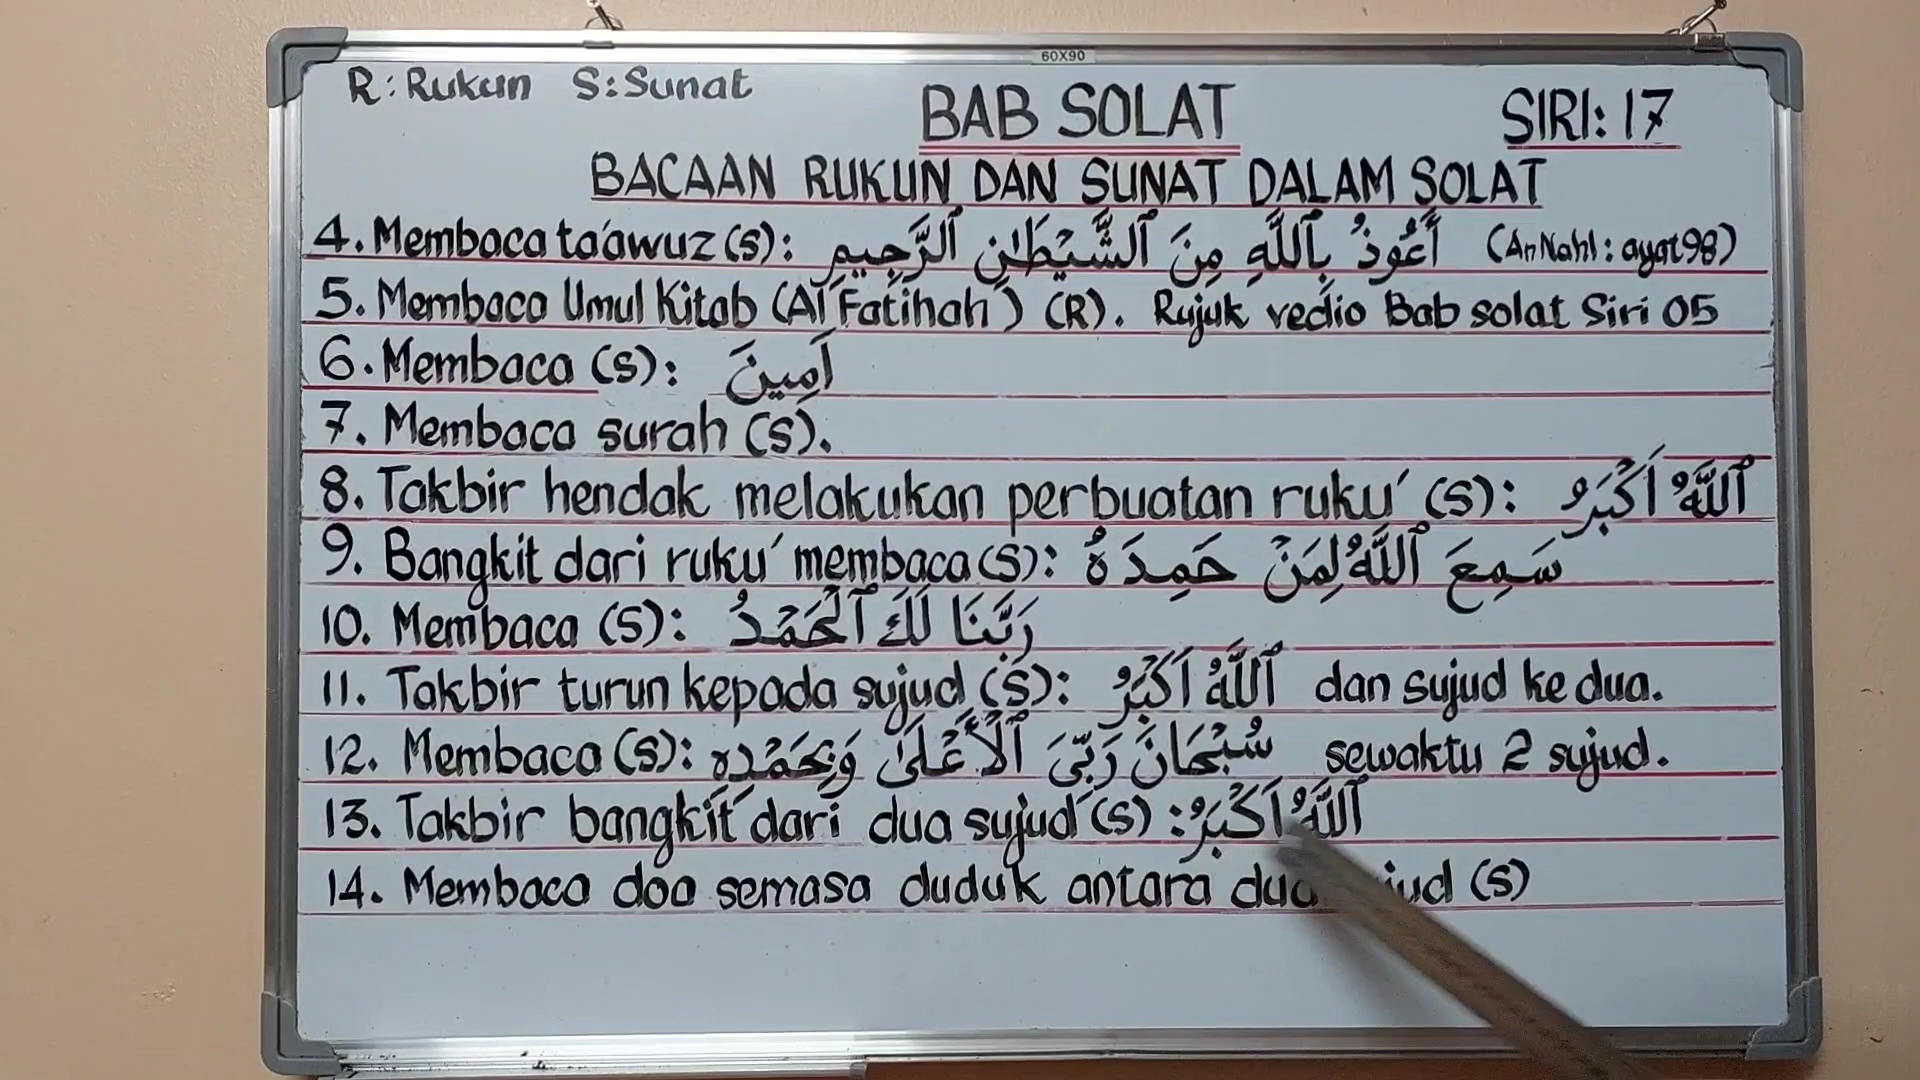 60X90
R: Rukun S: Sunat
BAB SOLAT
SIRI: 17
BACAAN RUKUN DAN SUNAT DALAM SOLAT
4. Membaca ta'awuz (S): أَعُوذُ بِٱللَّهِ مِنَ ٱلشَّيْطَٰنِ ٱلرَّجِيمِ (An Nahl: ayat 98)
5. Membaca Umul Kitab (Al Fatihah) (R). Rujuk vedio Bab solat Siri 05
6. Membaca (S): اَمِينَ
7. Membaca surah (S).
8. Takbir hendak melakukan perbuatan ruku' (S): ٱللَّهُ اَكْبَرُ
9. Bangkit dari ruku' membaca (S): سَمِعَ ٱللَّهُ لِمَنْ حَمِدَهُ
10. Membaca (S): رَبَّنَا لَكَ ٱلْحَمْدُ
11. Takbir turun kepada sujud (S): ٱللَّهُ اَكْبَرُ dan sujud ke dua.
12. Membaca (S): سُبْحَانَ رَبِّىَ ٱلْأَعْلَىٰ وَبِحَمْدِهِ sewaktu 2 sujud.
13. Takbir bangkit dari dua sujud (S): ٱللَّهُ اَكْبَرُ
14. Membaca doa semasa duduk antara dua (S)